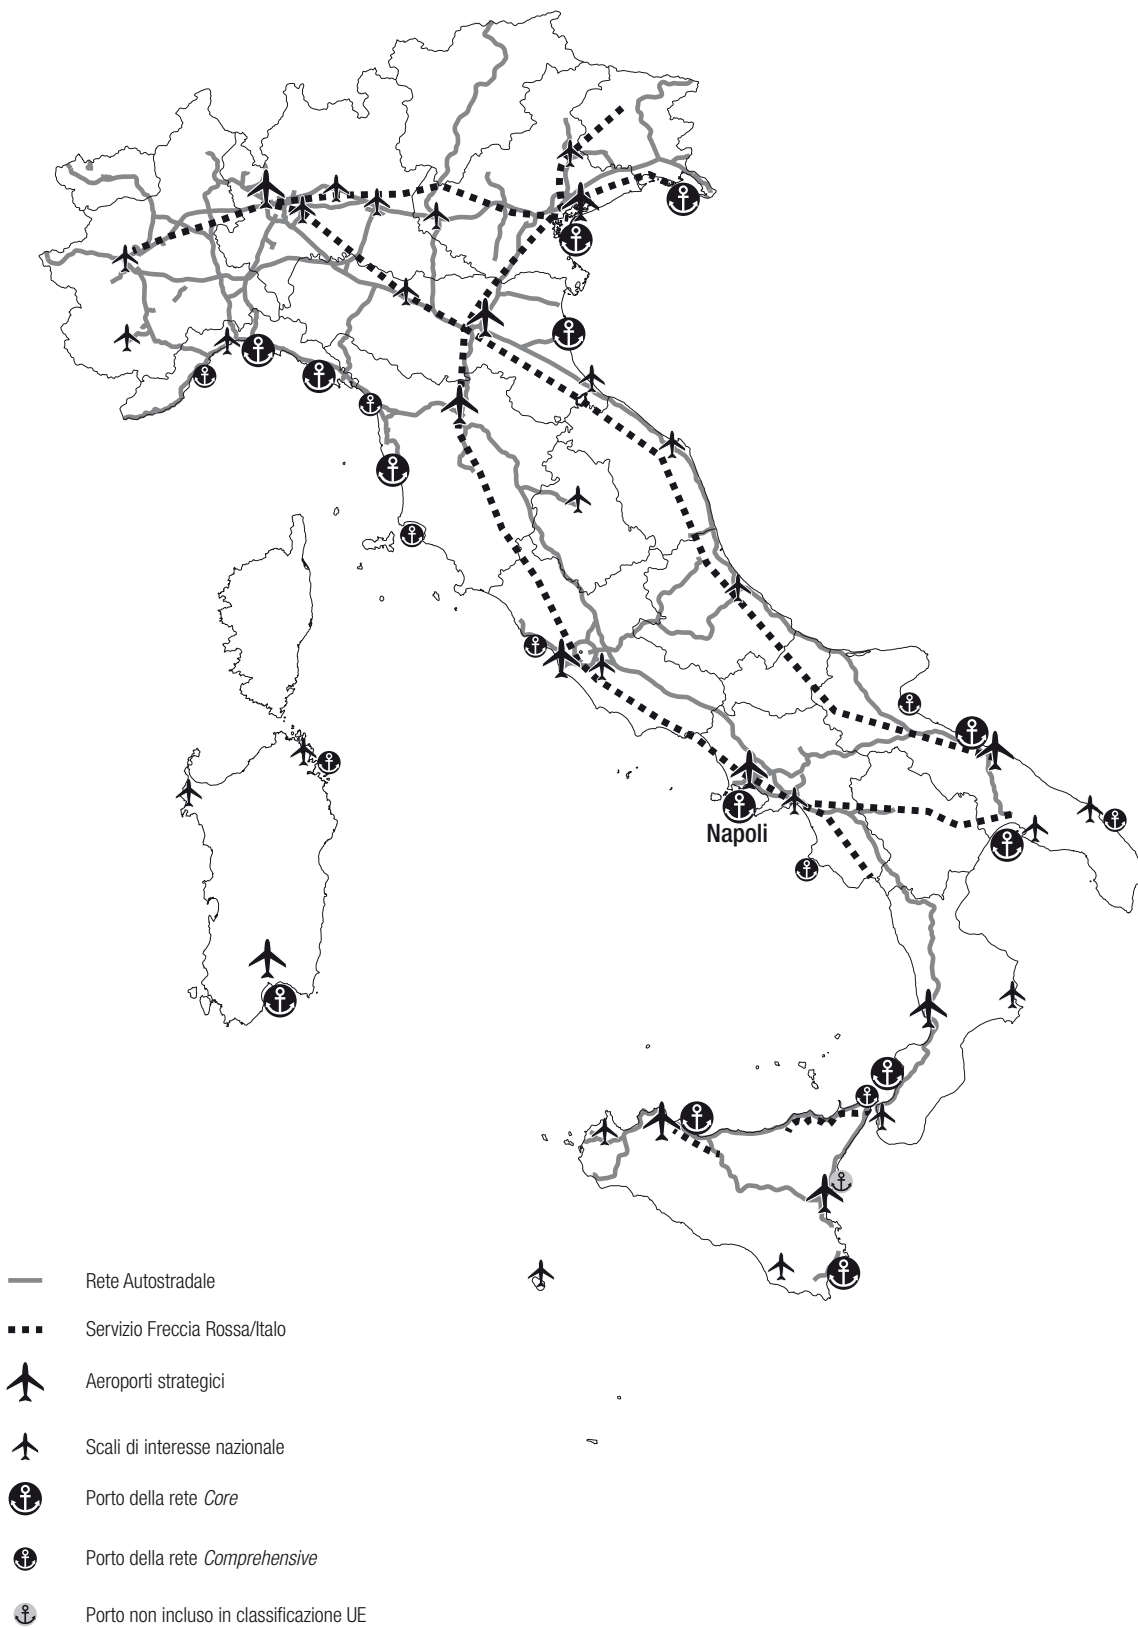 Napoli
Rete Autostradale
Servizio Freccia Rossa/Italo
Aeroporti strategici
Scali di interesse nazionale
Porto della rete Core
Porto della rete Comprehensive
Porto non incluso in classificazione UE